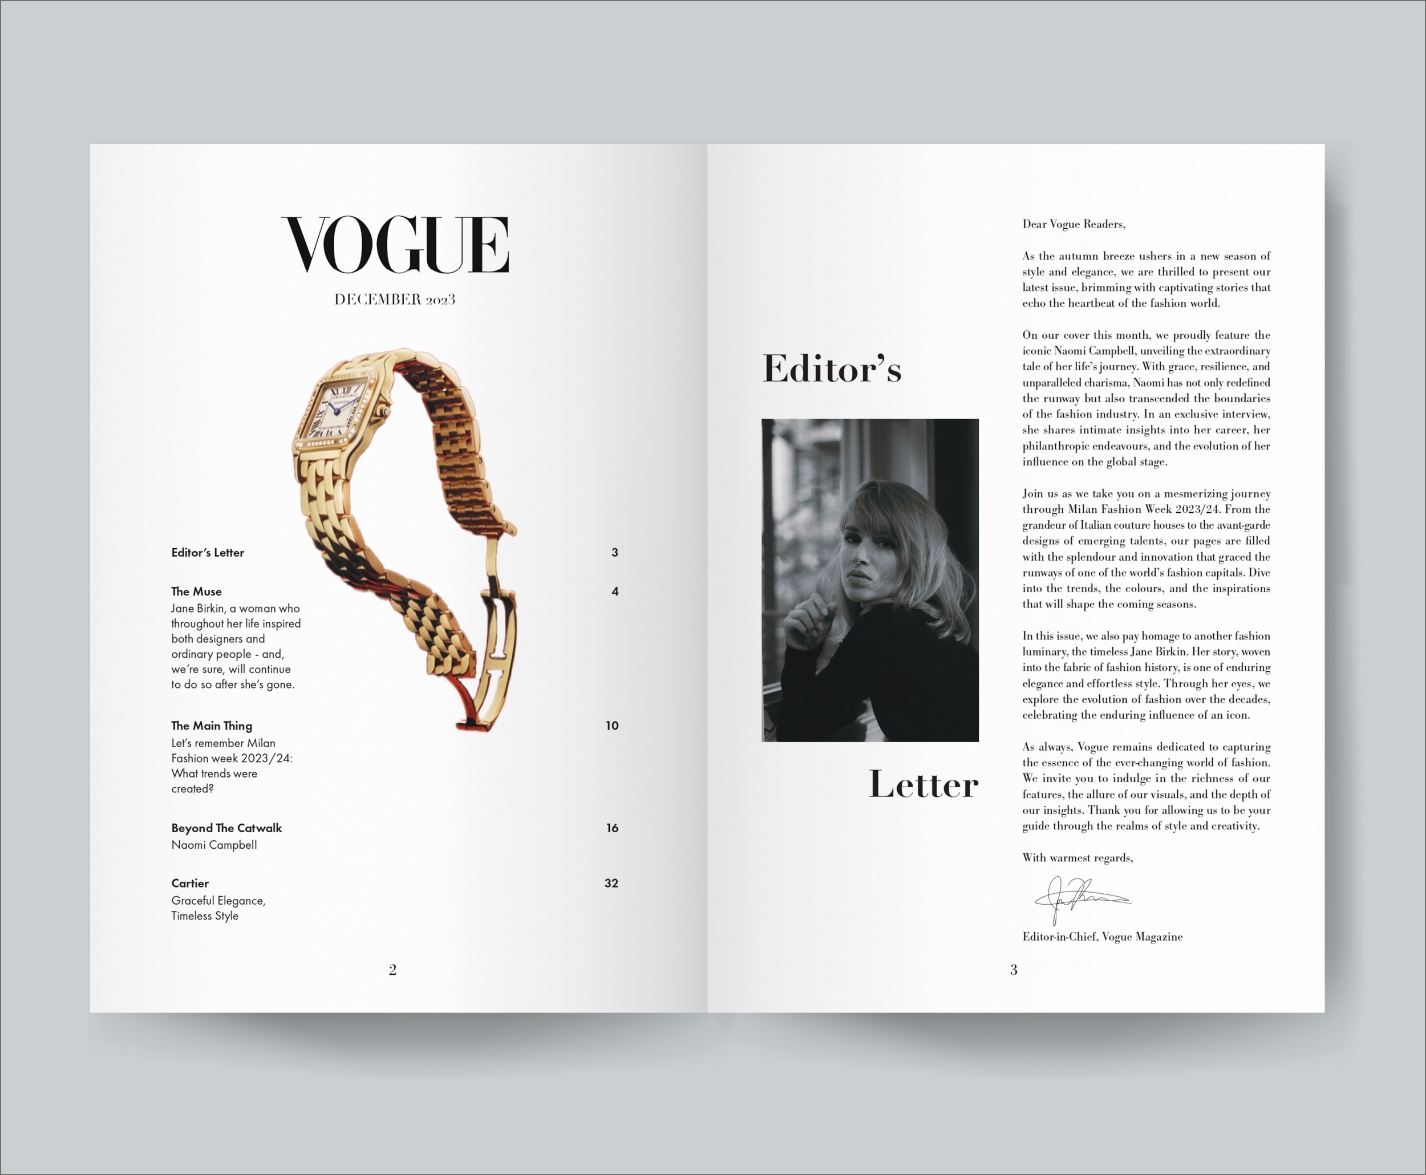 VOGUE
DECEMBER 2023
Editor's Letter 3
The Muse 4
Jane Birkin, a woman who
throughout her life inspired
both designers and
ordinary people - and,
we're sure, will continue
to do so after she's gone.
The Main Thing 10
Let's remember Milan
Fashion week 2023/24:
What trends were
created?
Beyond The Catwalk 16
Naomi Campbell
Cartier 32
Graceful Elegance,
Timeless Style
2
Editor's
Letter
Dear Vogue Readers,
As the autumn breeze ushers in a new season of
style and elegance, we are thrilled to present our
latest issue, brimming with captivating stories that
echo the heartbeat of the fashion world.
On our cover this month, we proudly feature the
iconic Naomi Campbell, unveiling the extraordinary
tale of her life's journey. With grace, resilience, and
unparalleled charisma, Naomi has not only redefined
the runway but also transcended the boundaries
of the fashion industry. In an exclusive interview,
she shares intimate insights into her career, her
philanthropic endeavours, and the evolution of her
influence on the global stage.
Join us as we take you on a mesmerizing journey
through Milan Fashion Week 2023/24. From the
grandeur of Italian couture houses to the avant-garde
designs of emerging talents, our pages are filled
with the splendour and innovation that graced the
runways of one of the world's fashion capitals. Dive
into the trends, the colours, and the inspirations
that will shape the coming seasons.
In this issue, we also pay homage to another fashion
luminary, the timeless Jane Birkin. Her story, woven
into the fabric of fashion history, is one of enduring
elegance and effortless style. Through her eyes, we
explore the evolution of fashion over the decades,
celebrating the enduring influence of an icon.
As always, Vogue remains dedicated to capturing
the essence of the ever-changing world of fashion.
We invite you to indulge in the richness of our
features, the allure of our visuals, and the depth of
our insights. Thank you for allowing us to be your
guide through the realms of style and creativity.
With warmest regards,
Editor-in-Chief, Vogue Magazine
3